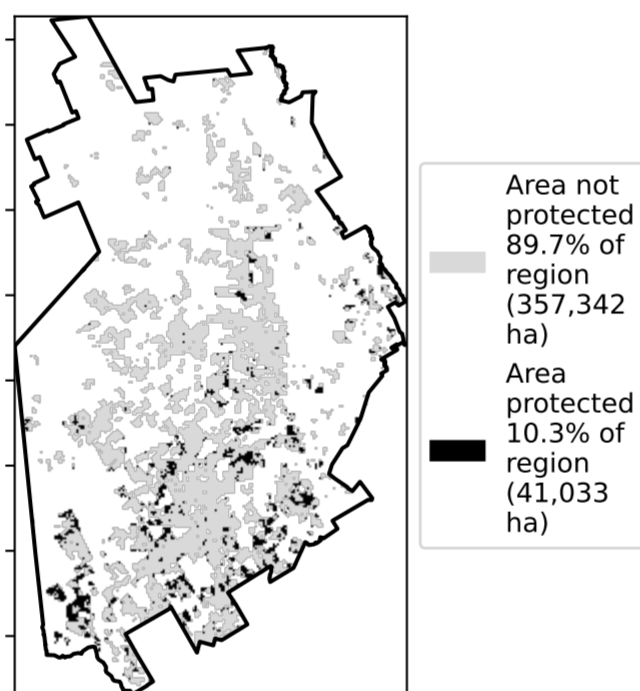 Area not
protected
89.7% of
region
(357,342
ha)
Area
protected
10.3% of
region
(41,033
ha)